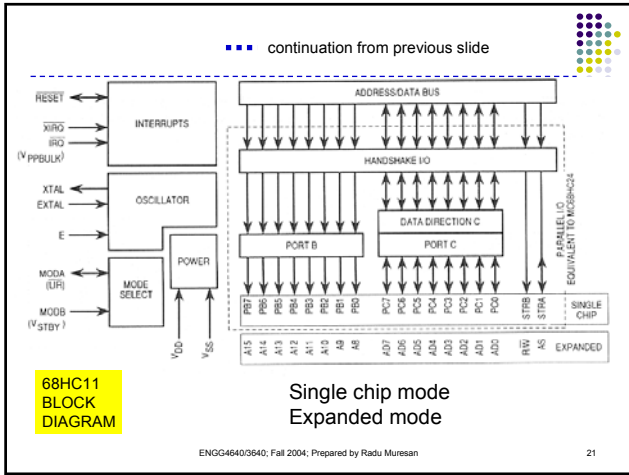 continuation from previous slide
ADDRESS/DATA BUS
RESET
INTERRUPTS
XIRQ
IRQ
(VPPBULK)
HANDSHAKE I/O
XTAL
OSCILLATOR
EXTAL
E
DATA DIRECTION C
PORT B
PORT C
PARALLEL I/O
EQUIVALENT TO MC68HC24
POWER
MODA
(LIR)
MODE
SELECT
MODB
(VSTBY)
VDD
VSS
PB7 PB6 PB5 PB4 PB3 PB2 PB1 PB0 PC7 PC6 PC5 PC4 PC3 PC2 PC1 PC0 STRB STRA
SINGLE
CHIP
A15 A14 A13 A12 A11 A10 A9 A8 AD7 AD6 AD5 AD4 AD3 AD2 AD1 AD0 R/W AS
EXPANDED
68HC11
BLOCK
DIAGRAM
Single chip mode
Expanded mode
ENGG4640/3640; Fall 2004; Prepared by Radu Muresan
21